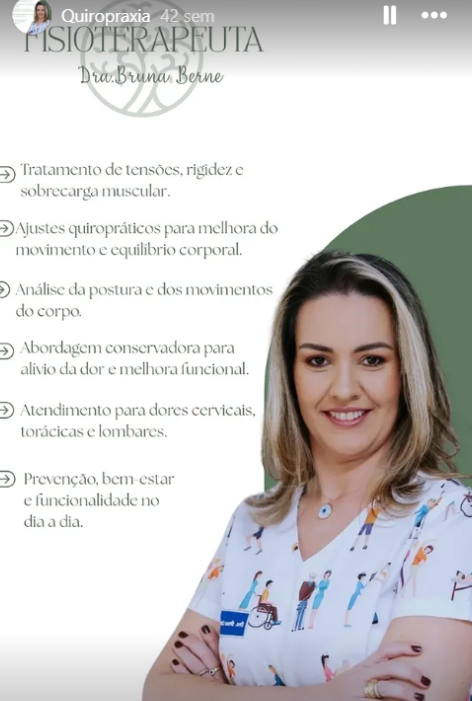 Quiropraxia 42 sem
FISIOTERAPEUTA
Dra.Bruna Berne
Tratamento de tensões, rigidez e
sobrecarga muscular.
Ajustes quiropráticos para melhora do
movimento e equilíbrio corporal.
Análise da postura e dos movimentos
do corpo.
Abordagem conservadora para
alívio da dor e melhora funcional.
Atendimento para dores cervicais,
torácicas e lombares.
Prevenção, bem-estar
e funcionalidade no
dia a dia.